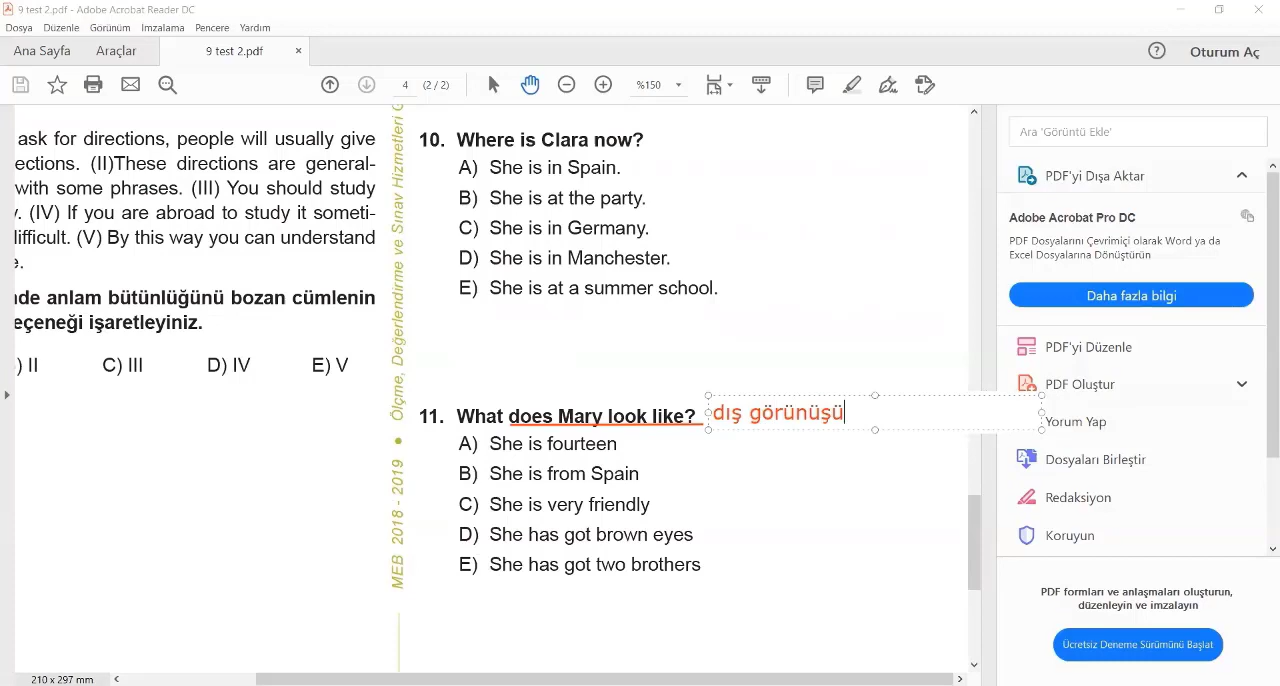 9 test 2.pdf - Adobe Acrobat Reader DC
Dosya Düzenle Görünüm Imzalama Pencere Yardım
Ana Sayfa Araçlar 9 test 2.pdf × ? Oturum Aç
4 (2 / 2) %150
ask for directions, people will usually give
ections. (II)These directions are general-
with some phrases. (III) You should study
. (IV) If you are abroad to study it someti-
difficult. (V) By this way you can understand
e.
nde anlam bütünlüğünü bozan cümlenin
eçeneği işaretleyiniz.
) II C) III D) IV E) V
MEB 2018 - 2019 ● Ölçme, Değerlendirme ve Sınav Hizmetleri G
10. Where is Clara now?
A) She is in Spain.
B) She is at the party.
C) She is in Germany.
D) She is in Manchester.
E) She is at a summer school.
11. What does Mary look like? dış görünüşü
A) She is fourteen
B) She is from Spain
C) She is very friendly
D) She has got brown eyes
E) She has got two brothers
210 x 297 mm
Ara 'Görüntü Ekle'
PDF'yi Dışa Aktar
Adobe Acrobat Pro DC
PDF Dosyalarını Çevrimiçi olarak Word ya da
Excel Dosyalarına Dönüştürün
Daha fazla bilgi
PDF'yi Düzenle
PDF Oluştur
Yorum Yap
Dosyaları Birleştir
Redaksiyon
Koruyun
PDF formları ve anlaşmaları oluşturun,
düzenleyin ve imzalayın
Ücretsiz Deneme Sürümünü Başlat